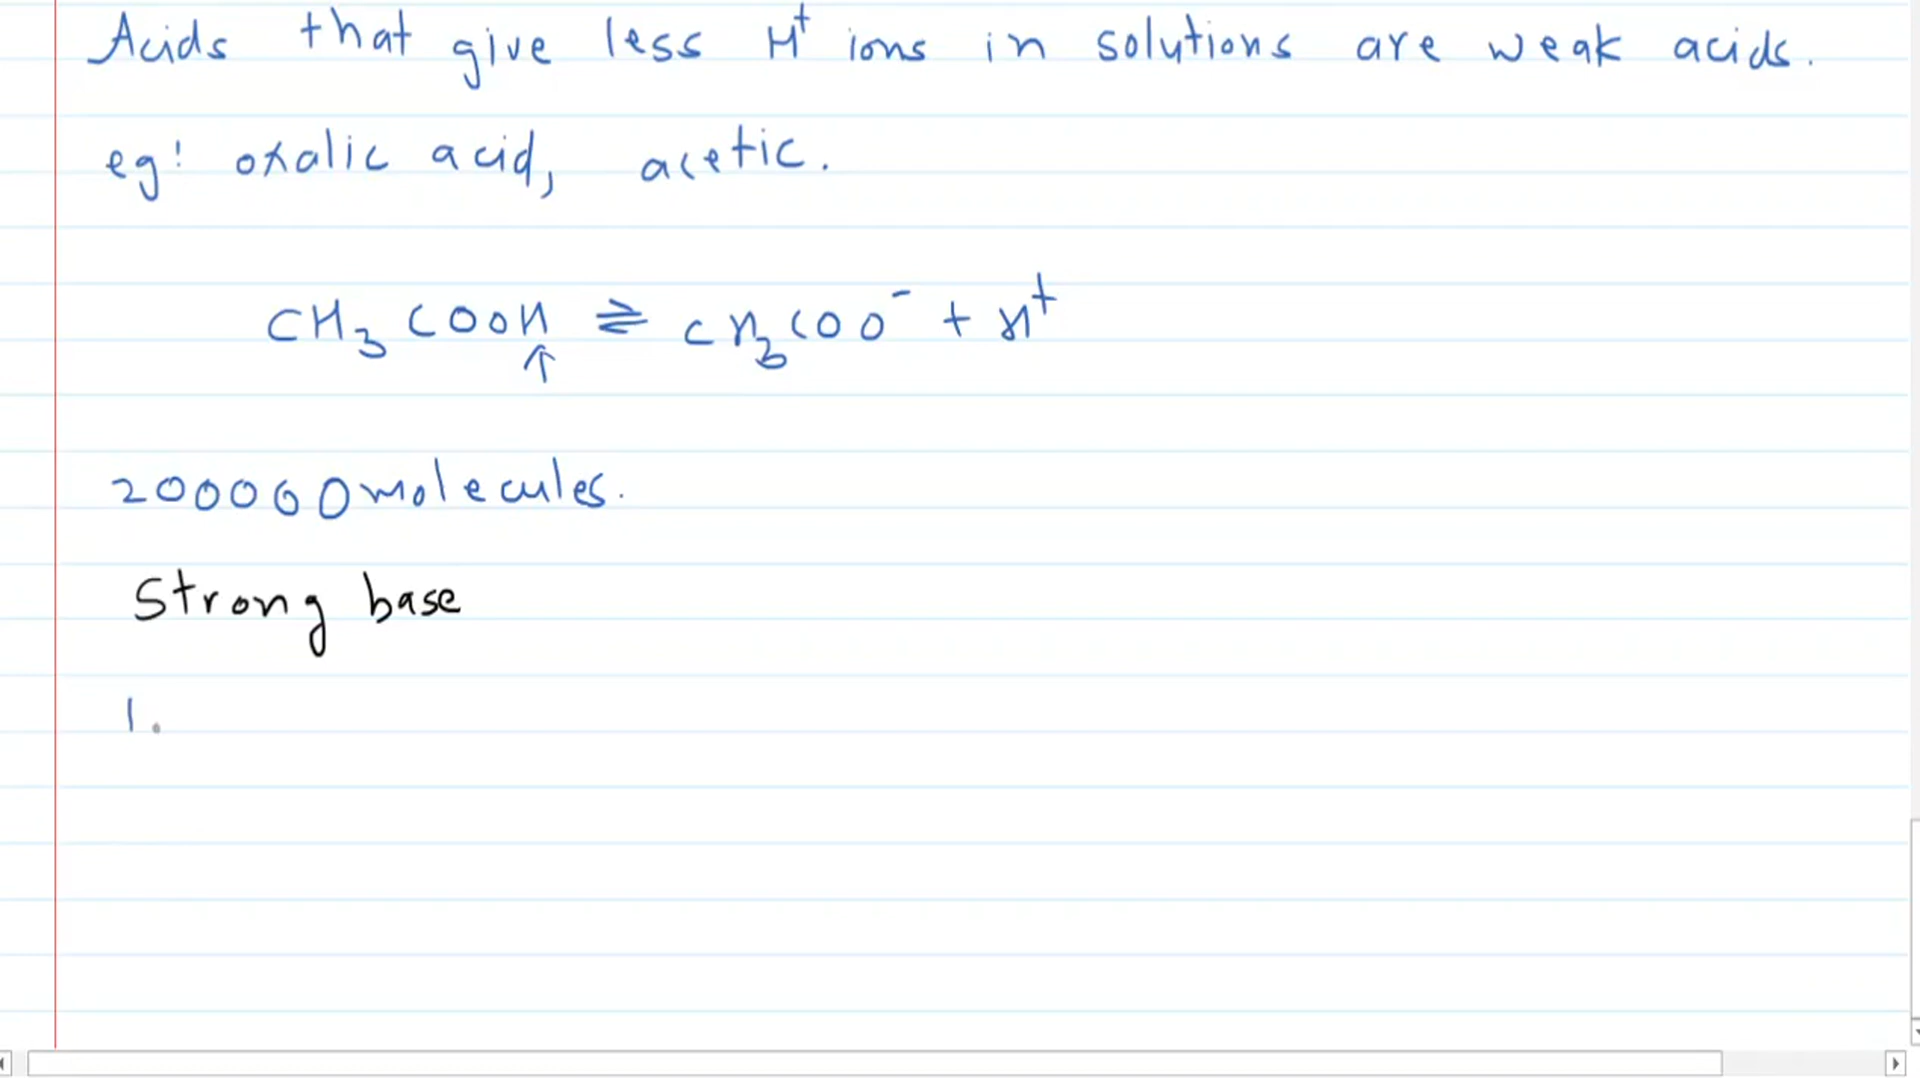 Acids that give less H⁺ ions in solutions are weak acids.
eg! oxalic acid, acetic.
CH₃COOH ⇌ CH₃COO⁻ + H⁺
↑
200000 molecules.
Strong base
1.